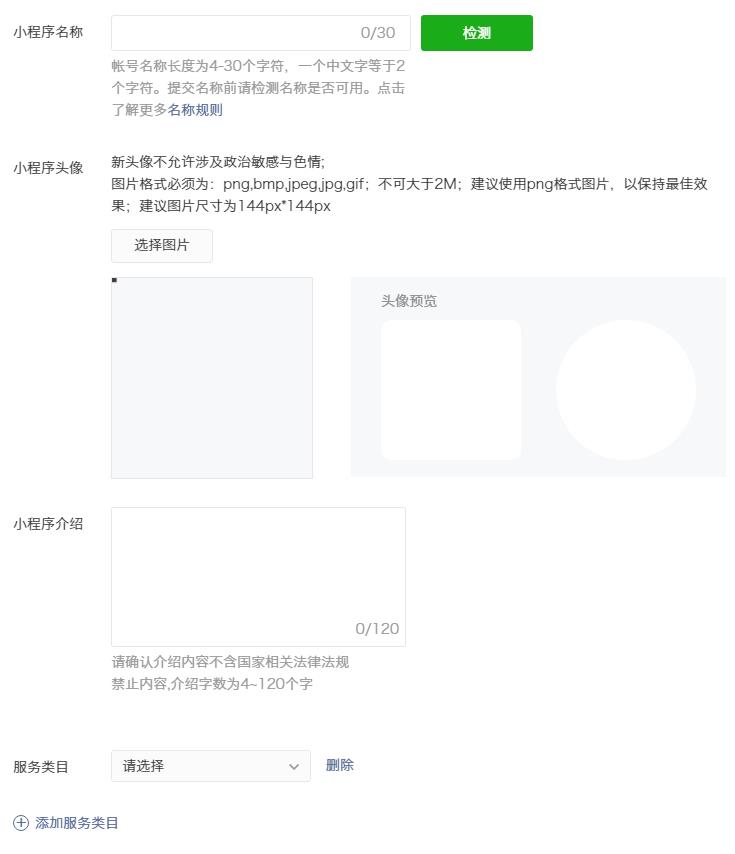 小程序名称
0/30
检测
帐号名称长度为4-30个字符，一个中文字等于2
个字符。提交名称前请检测名称是否可用。点击
了解更多名称规则
小程序头像
新头像不允许涉及政治敏感与色情;
图片格式必须为：png,bmp,jpeg,jpg,gif；不可大于2M；建议使用png格式图片，以保持最佳效
果；建议图片尺寸为144px*144px
选择图片
头像预览
小程序介绍
0/120
请确认介绍内容不含国家相关法律法规
禁止内容,介绍字数为4~120个字
服务类目
请选择
删除
添加服务类目